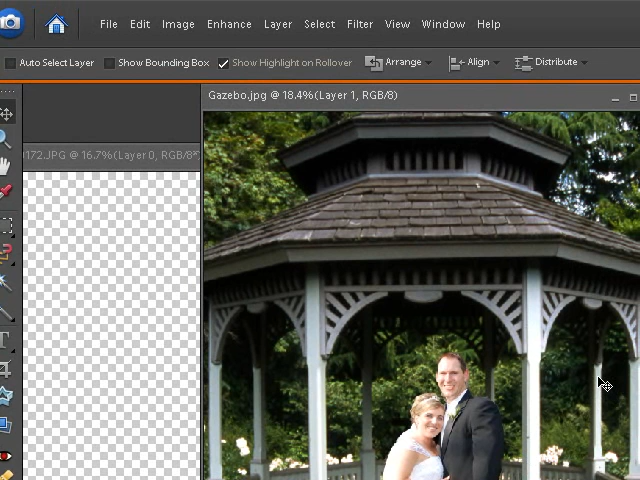 File Edit Image Enhance Layer Select Filter View Window Help
Auto Select Layer Show Bounding Box Show Highlight on Rollover Arrange Align Distribute
Gazebo.jpg @ 18.4%(Layer 1, RGB/8)
172.JPG @ 16.7%(Layer 0, RGB/8*)
T